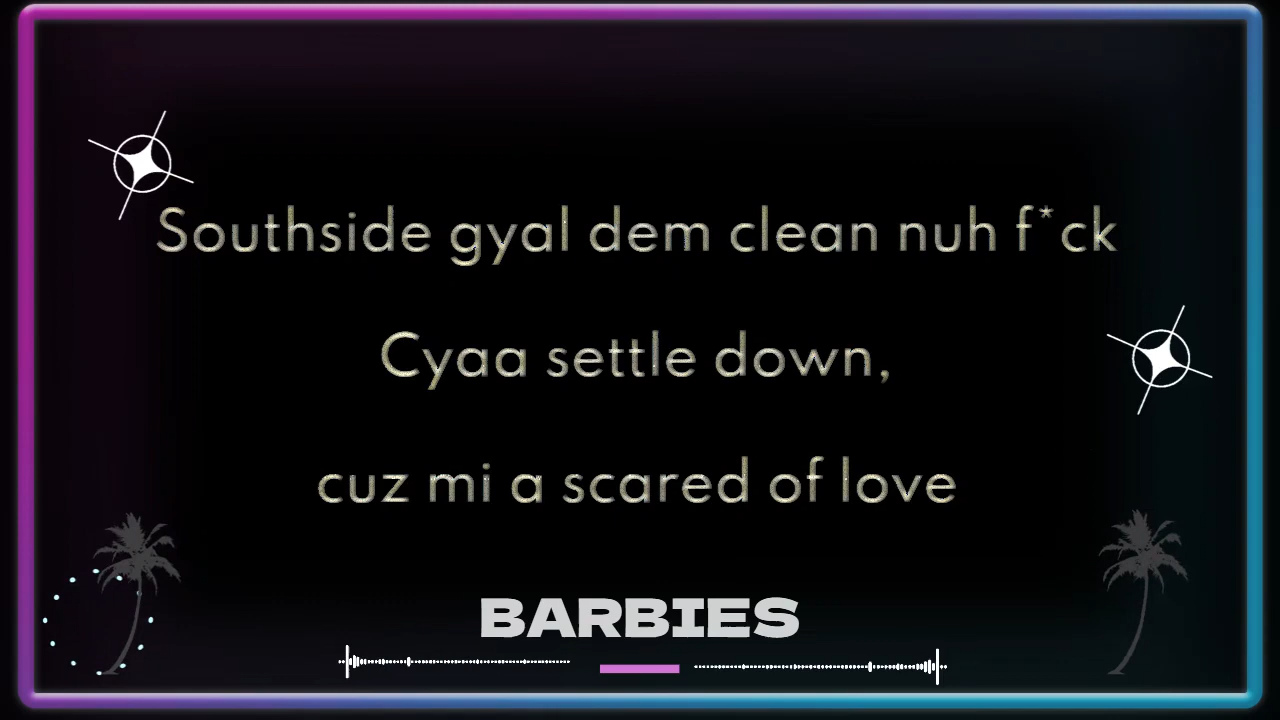 Southside gyal dem clean nuh f*ck
Cyaa settle down,
cuz mi a scared of love
BARBIES